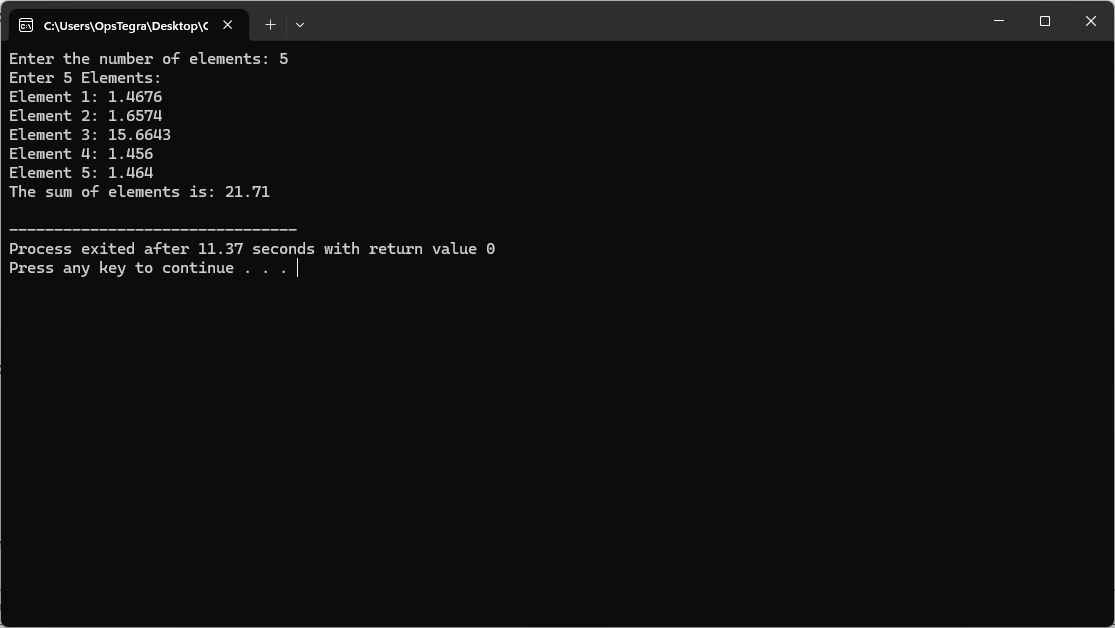 C:\Users\OpsTegra\Desktop\C
Enter the number of elements: 5
Enter 5 Elements:
Element 1: 1.4676
Element 2: 1.6574
Element 3: 15.6643
Element 4: 1.456
Element 5: 1.464
The sum of elements is: 21.71
--------------------------------
Process exited after 11.37 seconds with return value 0
Press any key to continue . . .